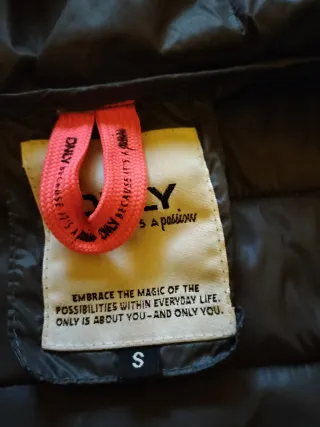 ONLY
BECAUSE IT'S
ONLY
BECAUSE IT'S
ONLY
LY
S A passion
EMBRACE THE MAGIC OF THE
POSSIBILITIES WITHIN EVERYDAY LIFE.
ONLY IS ABOUT YOU-AND ONLY YOU.
S